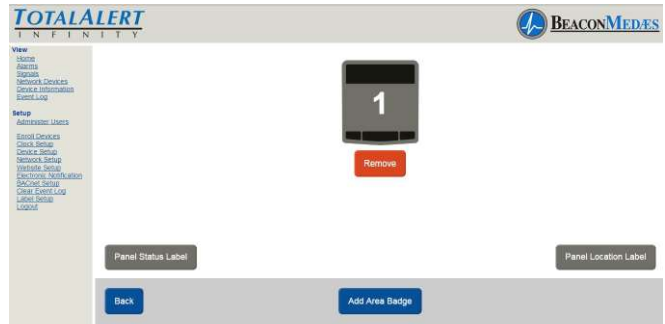 TOTALALERT
INFINITY
BEACONMEDÆS
View
Home
Alarms
Signals
Network Devices
Device Information
Event Log
Setup
Administer Users
Enroll Devices
Clock Setup
Device Setup
Network Setup
Website Setup
Electronic Notification
BACnet Setup
Clear Event Log
Label Setup
Logout
1
Remove
Panel Status Label
Panel Location Label
Back
Add Area Badge